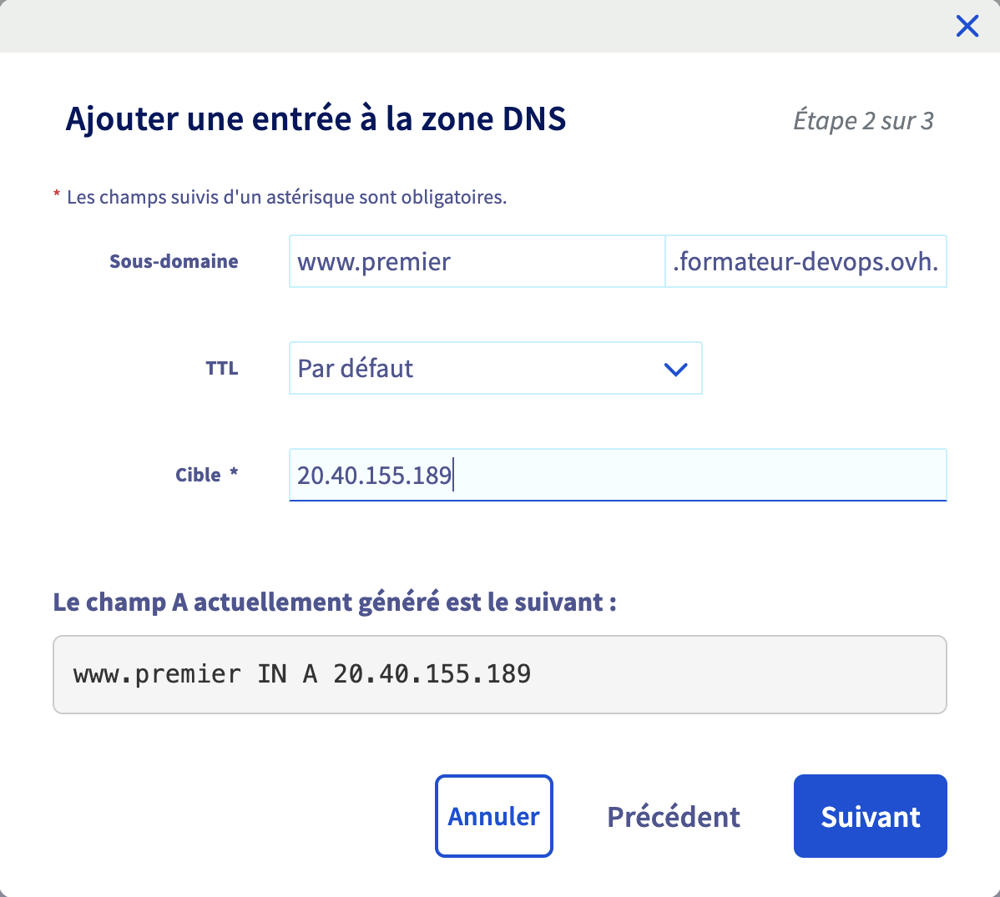 Ajouter une entrée à la zone DNS
Étape 2 sur 3
* Les champs suivis d'un astérisque sont obligatoires.
Sous-domaine
www.premier
.formateur-devops.ovh.
TTL
Par défaut
Cible *
20.40.155.189
Le champ A actuellement généré est le suivant :
www.premier IN A 20.40.155.189
Annuler
Précédent
Suivant